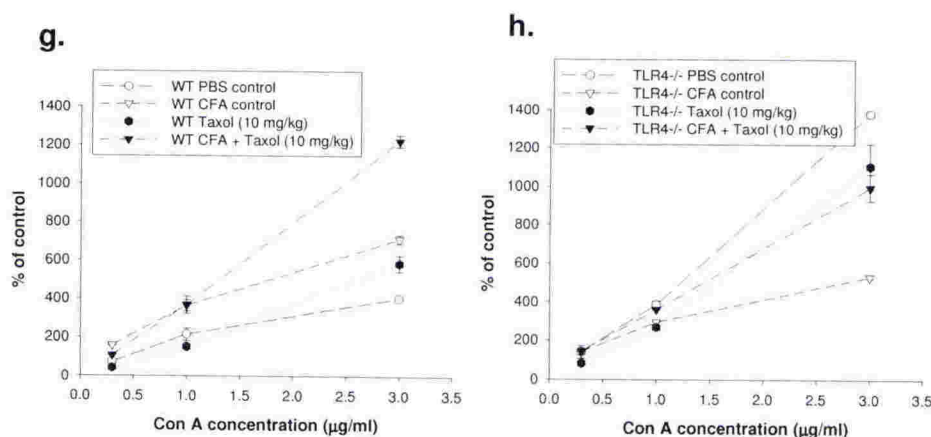 g.
WT PBS control
WT CFA control
WT Taxol (10 mg/kg)
WT CFA + Taxol (10 mg/kg)
1400
1200
1000
800
600
400
200
0
% of control
0.0 0.5 1.0 1.5 2.0 2.5 3.0 3.5
Con A concentration (μg/ml)
h.
TLR4-/- PBS control
TLR4-/- CFA control
TLR4-/- Taxol (10 mg/kg)
TLR4-/- CFA + Taxol (10 mg/kg)
1400
1200
1000
800
600
400
200
0
% of control
0.0 0.5 1.0 1.5 2.0 2.5 3.0 3.5
Con A concentration (μg/ml)